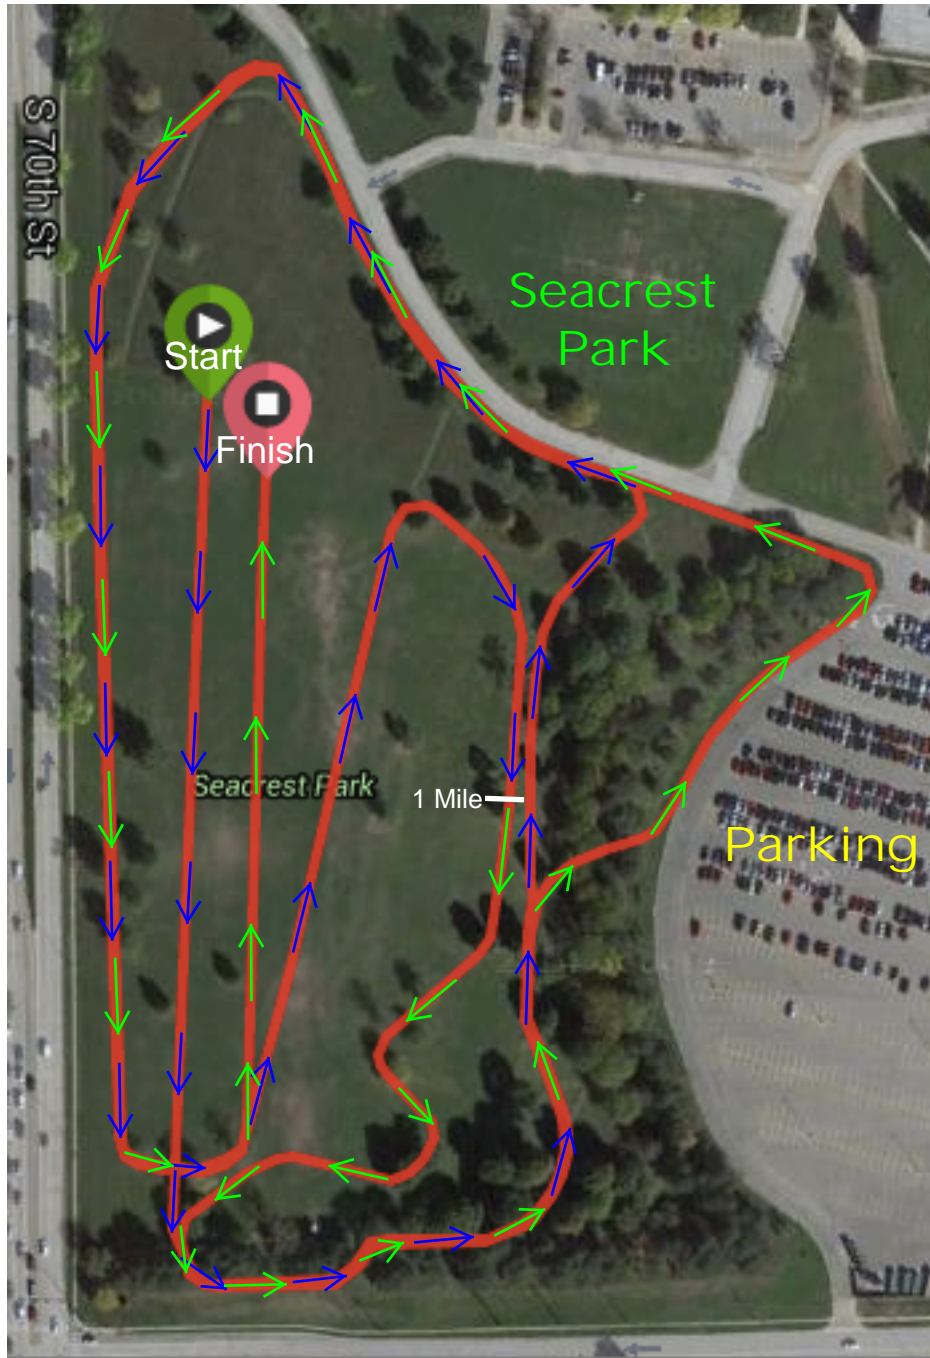 S 70th St
Seacrest
Park
Start
Finish
Seacrest Park
1 Mile
Parking